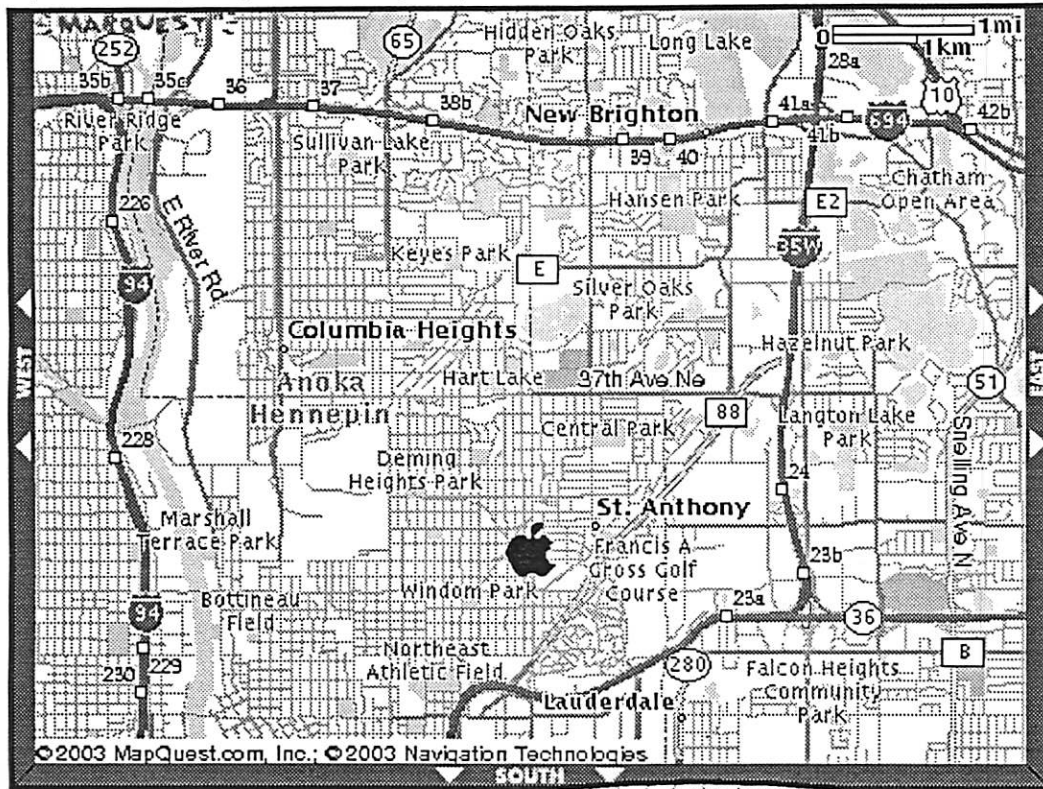 MAPQUEST
252
65
Hidden Oaks
Park
Long Lake
0
1mi
1km
28a
10
35b
35c
36
37
38b
New Brighton
41a
694
42b
River Ridge
Park
Sullivan Lake
Park
39
40
41b
Chatham
Open Area
226
E River Rd
Hansen Park
E2
Keyes Park
E
35W
94
Silver Oaks
Park
Columbia Heights
Hazelnut Park
WEST
Anoka
Hart Lake
37th Ave Ne
51
Hennepin
88
Langton Lake
Park
Central Park
Snelling Ave N
228
Deming
Heights Park
24
St. Anthony
Marshall
Terrace Park
Francis A
Gross Golf
Course
23b
Windom Park
23a
94
Bottineau
Field
36
229
230
Northeast
Athletic Field
280
B
Lauderdale
Falcon Heights
Community
Park
©2003 MapQuest.com, Inc.; ©2003 Navigation Technologies
SOUTH